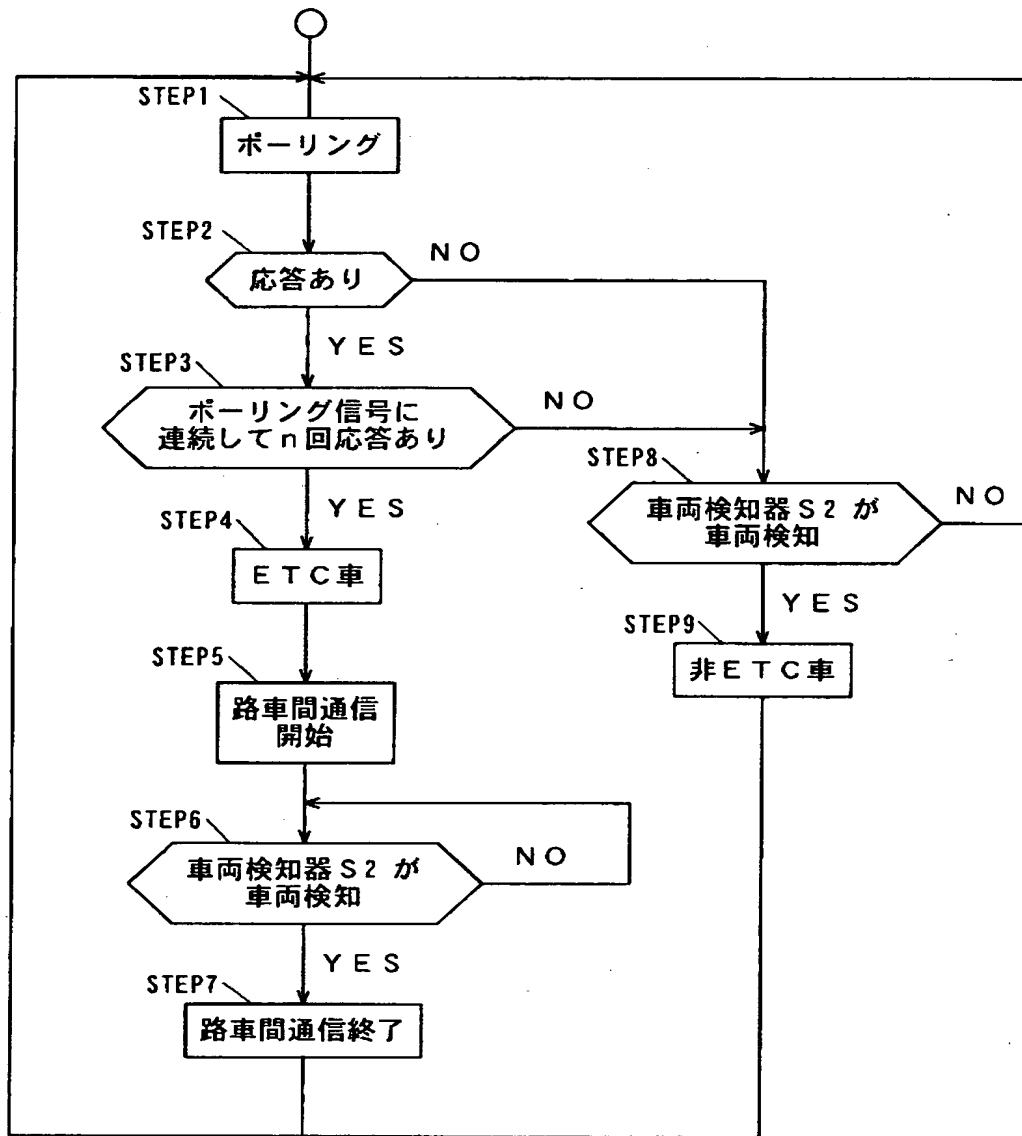 STEP1
ポーリング
STEP2
応答あり
NO
YES
STEP3
ポーリング信号に
連続してn回応答あり
NO
YES
STEP4
ETC車
STEP5
路車間通信
開始
STEP6
車両検知器S2が
車両検知
NO
YES
STEP7
路車間通信終了
STEP8
車両検知器S2が
車両検知
NO
YES
STEP9
非ETC車